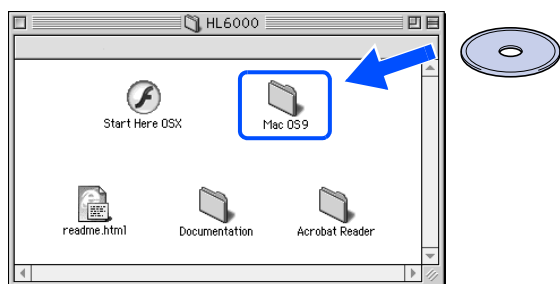 HL6000
Start Here OSX
Mac OS9
readme.html
Documentation
Acrobat Reader